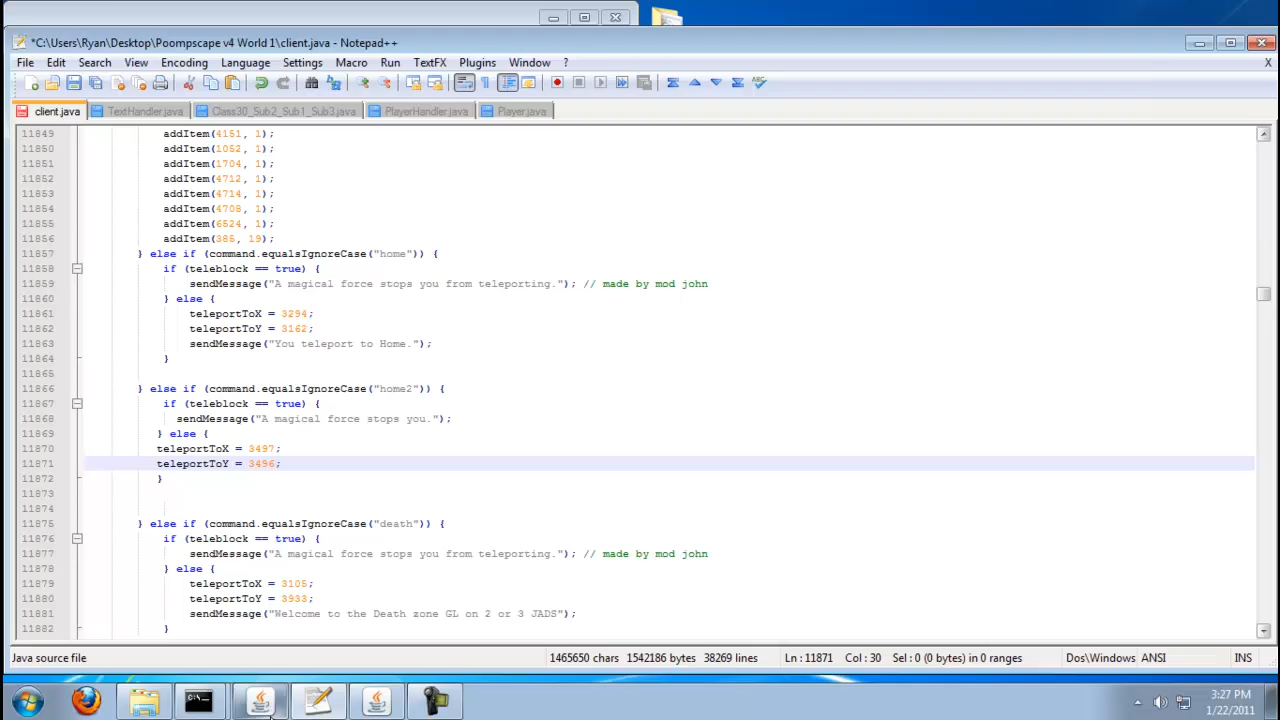 *C:\Users\Ryan\Desktop\Poompscape v4 World 1\client.java - Notepad++
File Edit Search View Encoding Language Settings Macro Run TextFX Plugins Window ? X
client.java TextHandler.java Class30_Sub2_Sub1_Sub3.java PlayerHandler.java Player.java
11849 addItem(4151, 1);
11850 addItem(1052, 1);
11851 addItem(1704, 1);
11852 addItem(4712, 1);
11853 addItem(4714, 1);
11854 addItem(4708, 1);
11855 addItem(6524, 1);
11856 addItem(385, 19);
11857 } else if (command.equalsIgnoreCase("home")) {
11858 if (teleblock == true) {
11859 sendMessage("A magical force stops you from teleporting."); // made by mod john
11860 } else {
11861 teleportToX = 3294;
11862 teleportToY = 3162;
11863 sendMessage("You teleport to Home.");
11864 }
11865
11866 } else if (command.equalsIgnoreCase("home2")) {
11867 if (teleblock == true) {
11868 sendMessage("A magical force stops you.");
11869 } else {
11870 teleportToX = 3497;
11871 teleportToY = 3496;
11872 }
11873
11874
11875 } else if (command.equalsIgnoreCase("death")) {
11876 if (teleblock == true) {
11877 sendMessage("A magical force stops you from teleporting."); // made by mod john
11878 } else {
11879 teleportToX = 3105;
11880 teleportToY = 3933;
11881 sendMessage("Welcome to the Death zone GL on 2 or 3 JADS");
11882 }
Java source file 1465650 chars 1542186 bytes 38269 lines Ln : 11871 Col : 30 Sel : 0 (0 bytes) in 0 ranges Dos\Windows ANSI INS
3:27 PM
1/22/2011